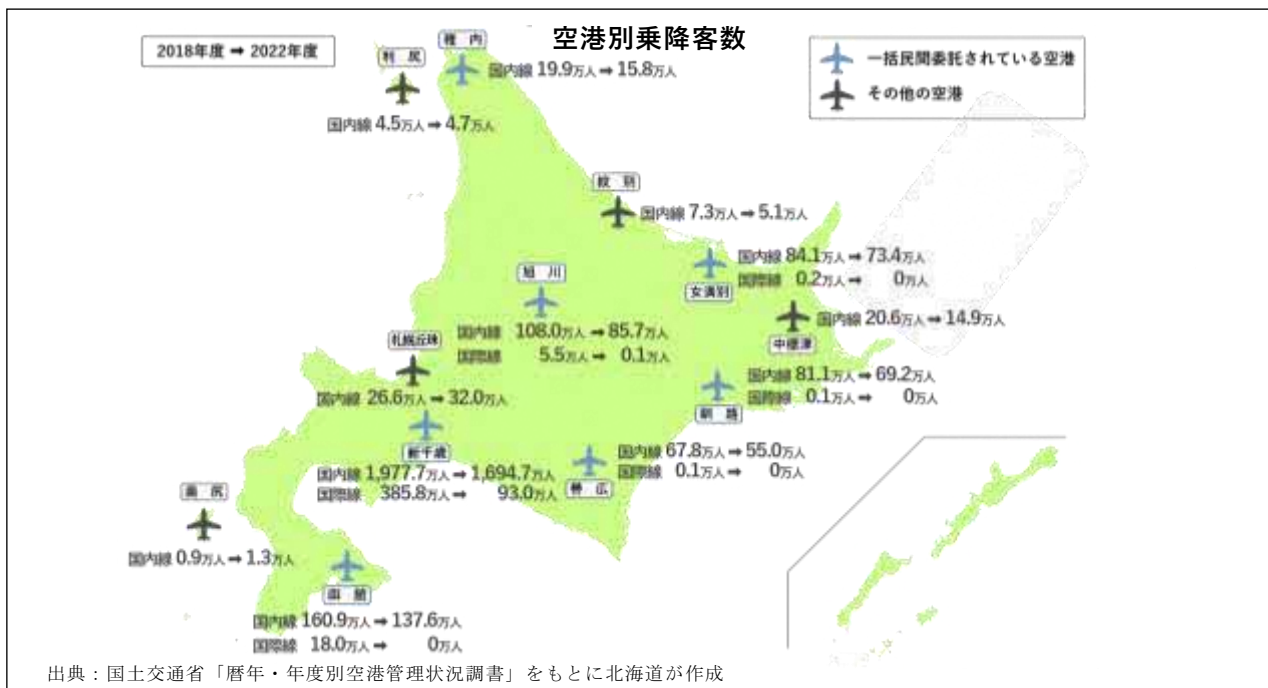 空港別乗降客数
2018年度 ➡ 2022年度
一括民間委託されている空港
その他の空港
稚内
国内線 19.9万人 ➡ 15.8万人
利尻
国内線 4.5万人 ➡ 4.7万人
紋別
国内線 7.3万人 ➡ 5.1万人
女満別
国内線 84.1万人 ➡ 73.4万人
国際線 0.2万人 ➡ 0万人
旭川
国内線 108.0万人 ➡ 85.7万人
国際線 5.5万人 ➡ 0.1万人
中標津
国内線 20.6万人 ➡ 14.9万人
札幌丘珠
国内線 26.6万人 ➡ 32.0万人
釧路
国内線 81.1万人 ➡ 69.2万人
国際線 0.1万人 ➡ 0万人
新千歳
国内線 1,977.7万人 ➡ 1,694.7万人
国際線 385.8万人 ➡ 93.0万人
帯広
国内線 67.8万人 ➡ 55.0万人
国際線 0.1万人 ➡ 0万人
奥尻
国内線 0.9万人 ➡ 1.3万人
函館
国内線 160.9万人 ➡ 137.6万人
国際線 18.0万人 ➡ 0万人
出典：国土交通省「暦年・年度別空港管理状況調書」をもとに北海道が作成